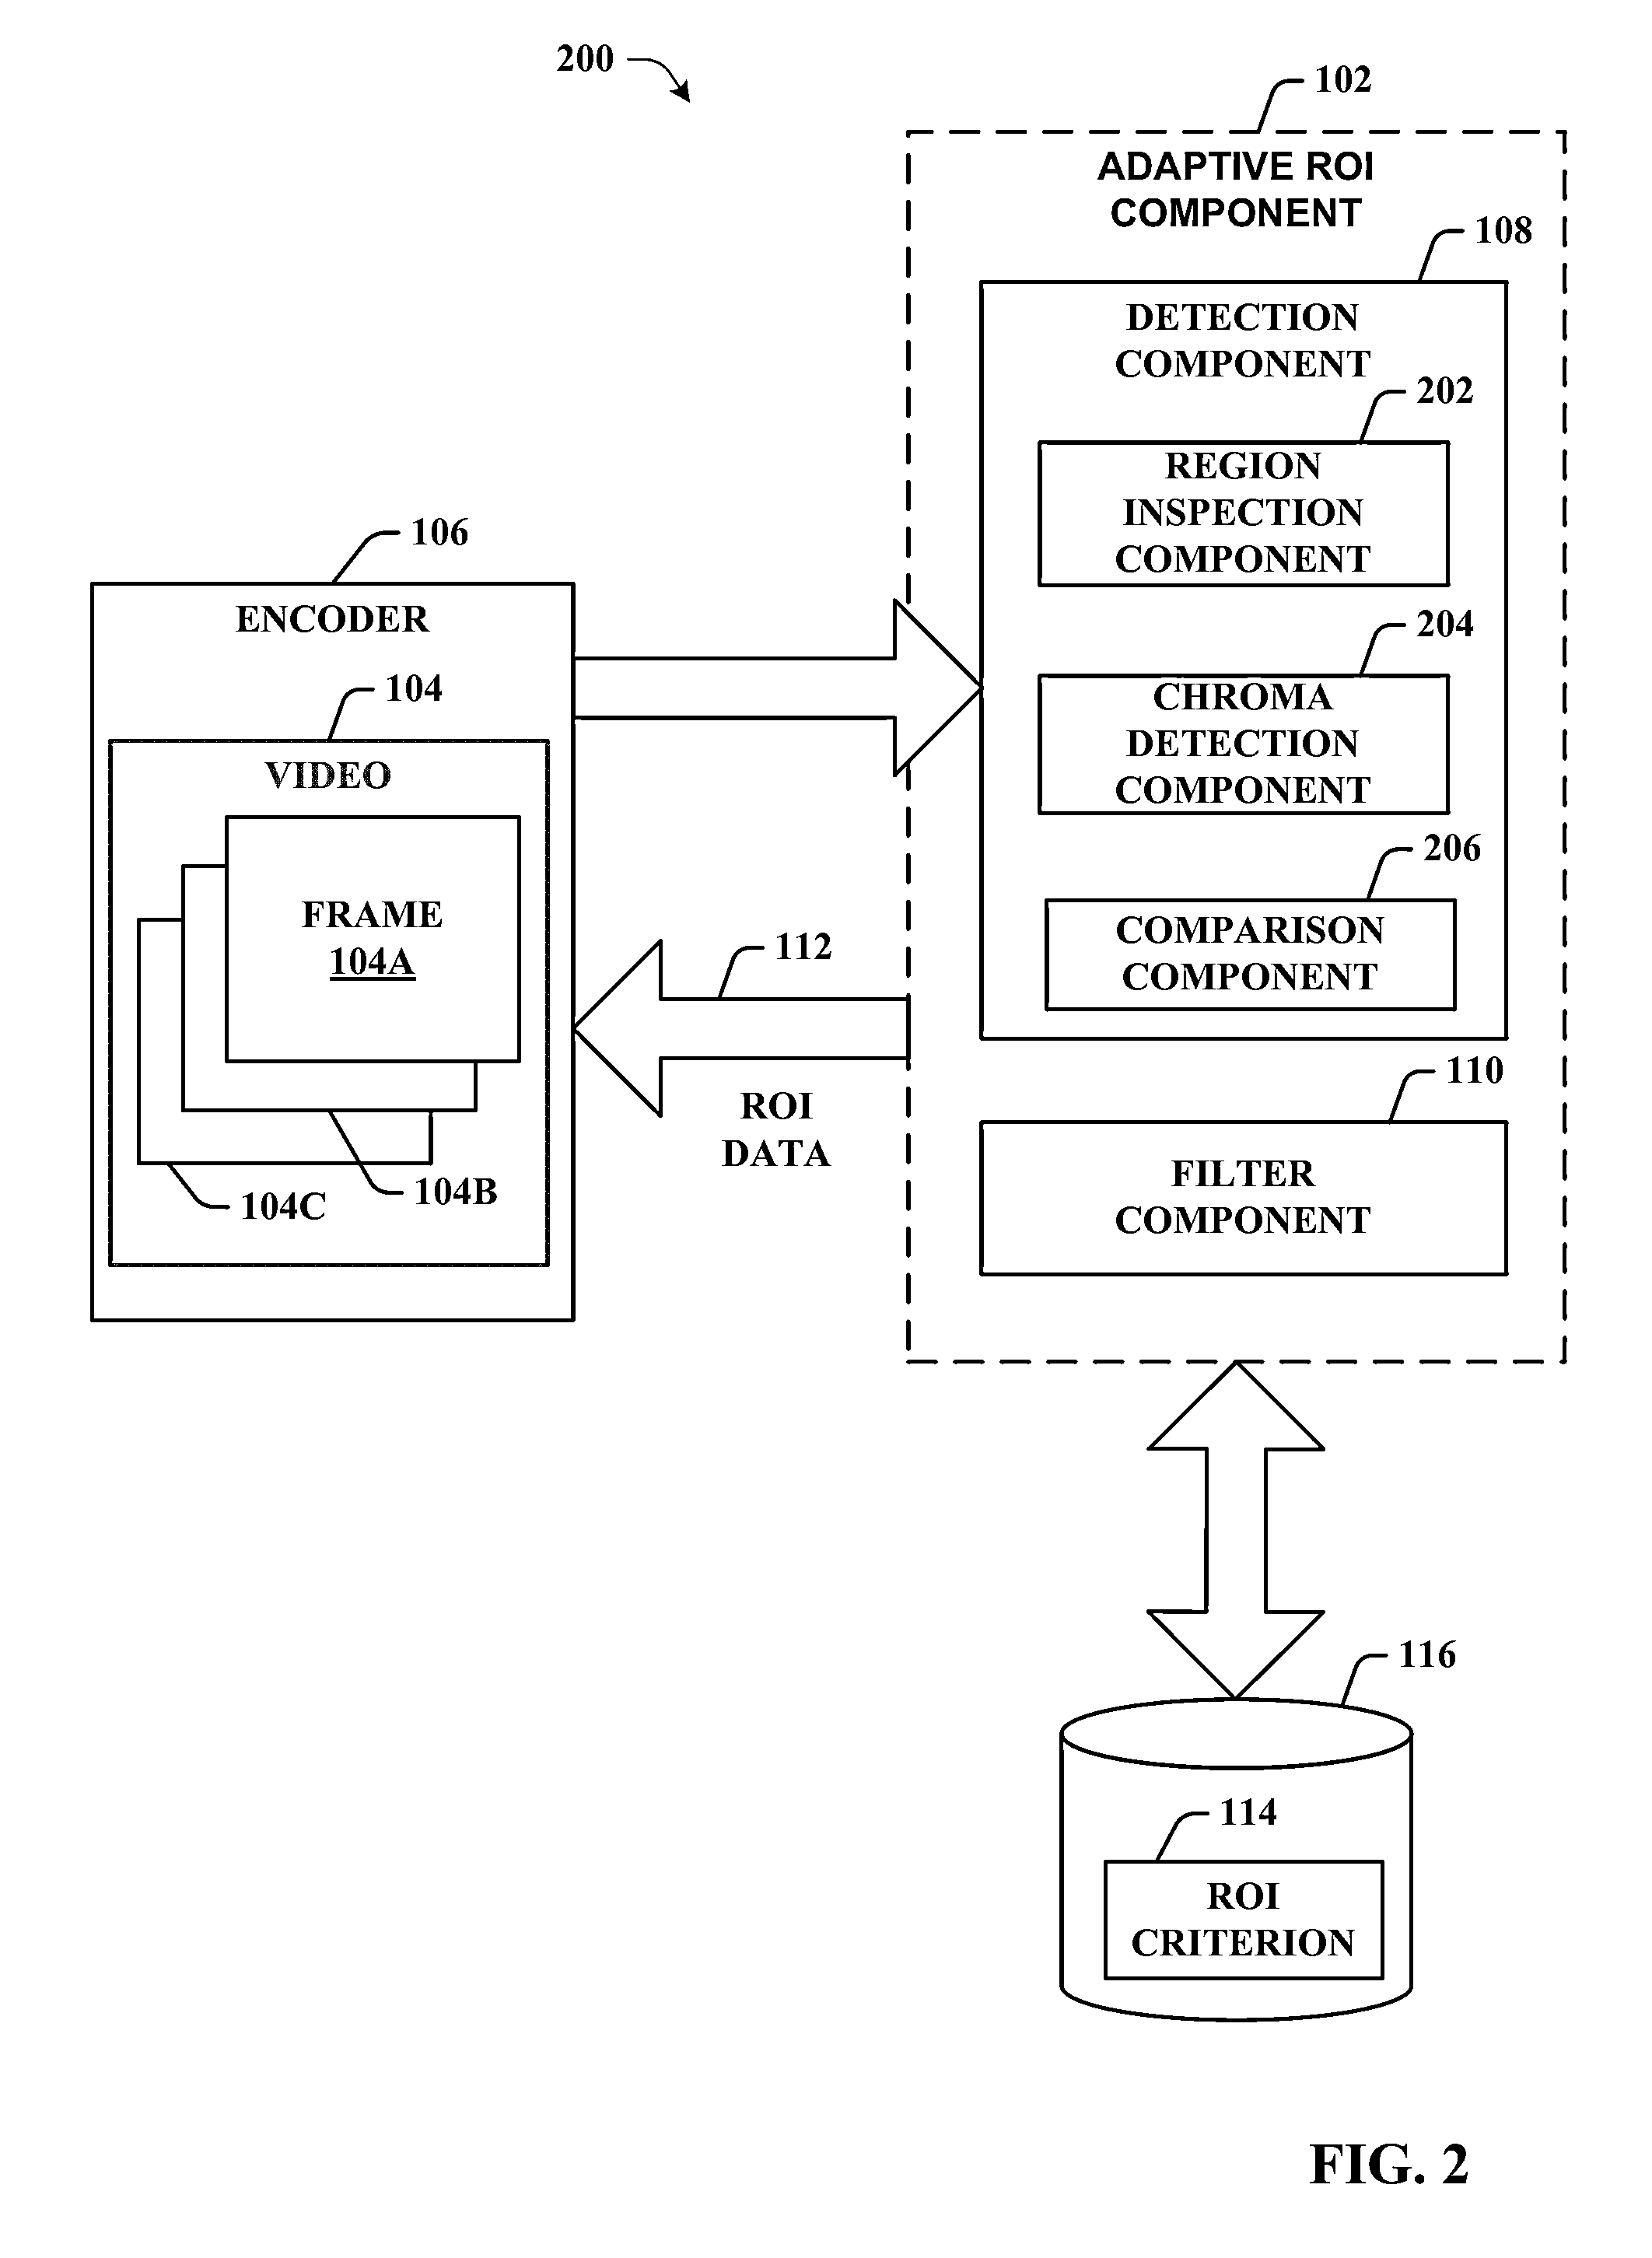 200
102
ADAPTIVE ROI
COMPONENT
108
DETECTION
COMPONENT
202
REGION
INSPECTION
COMPONENT
204
CHROMA
DETECTION
COMPONENT
206
COMPARISON
COMPONENT
110
FILTER
COMPONENT
106
ENCODER
104
VIDEO
FRAME
104A
104B
104C
112
ROI
DATA
116
114
ROI
CRITERION
FIG. 2